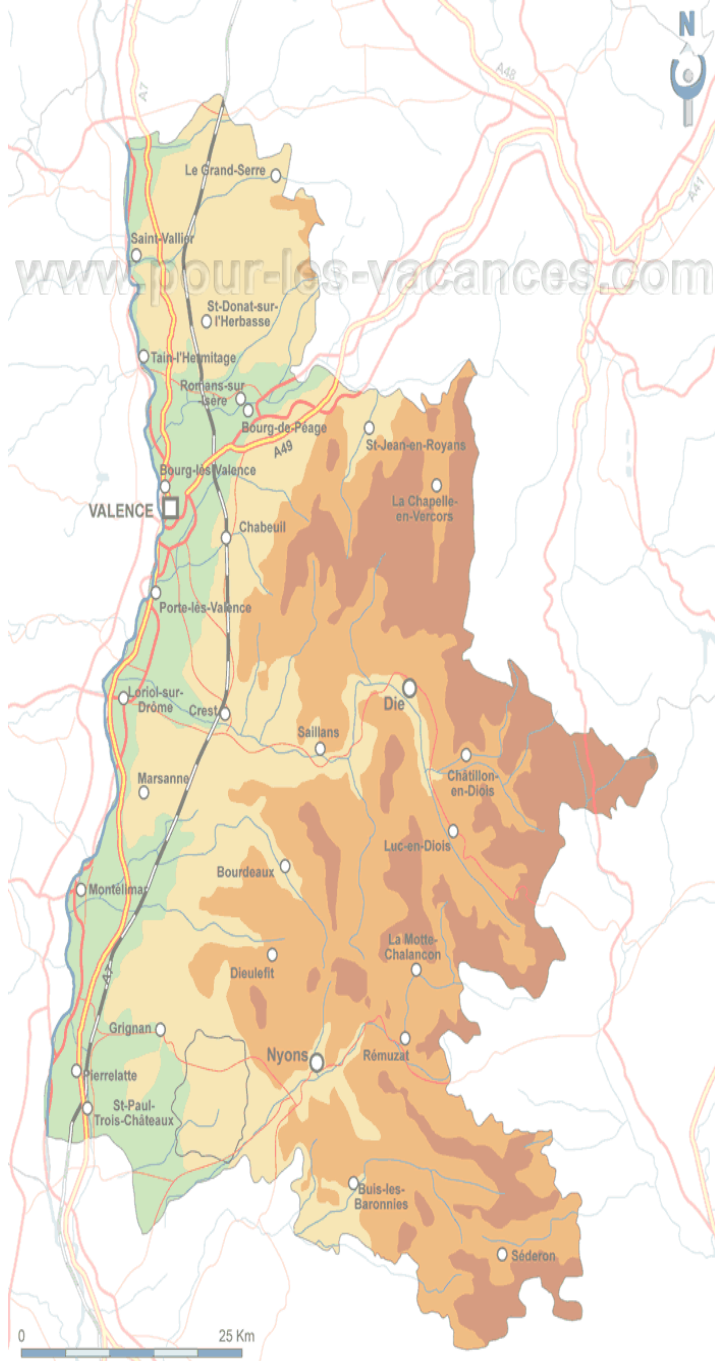 N
A7
A48
A41
Le Grand-Serre
Saint-Vallier
www.pour-les-vacances.com
St-Donat-sur-
l'Herbasse
Tain-l'Hermitage
Romans-sur
-Isère
Bourg-de-Péage
A49
St-Jean-en-Royans
Bourg-lès-Valence
La Chapelle-
en-Vercors
VALENCE
Chabeuil
Porte-lès-Valence
Loriol-sur-
Drôme
Crest
Die
Saillans
Châtillon-
en-Diois
Marsanne
Luc-en-Diois
Bourdeaux
Montélimar
La Motte-
Chalancon
Dieulefit
A7
Grignan
Nyons
Rémuzat
Pierrelatte
St-Paul-
Trois-Châteaux
Buis-les-
Baronnies
Séderon
0
25 Km